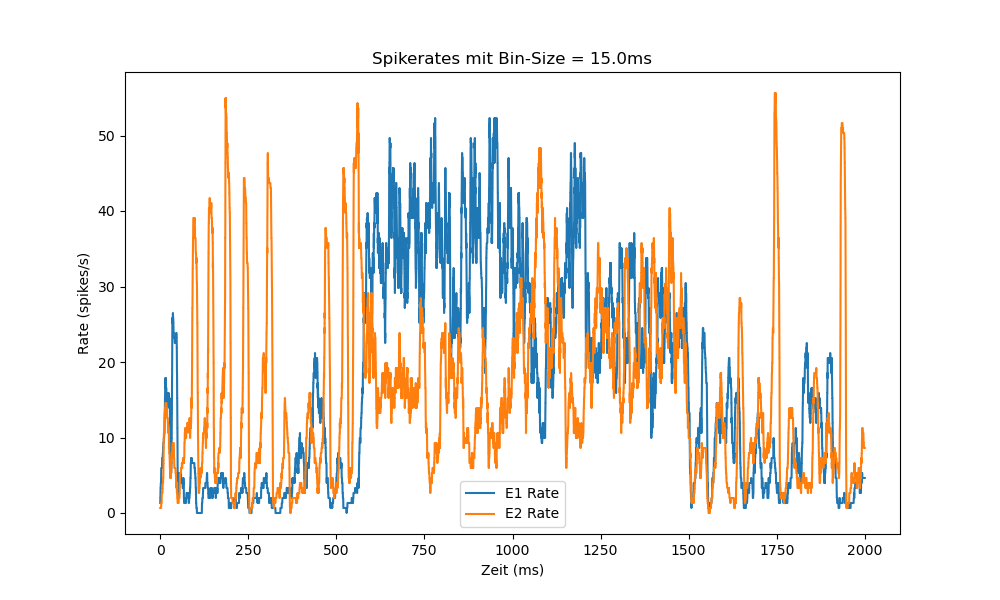 Spikerates mit Bin-Size = 15.0ms
Rate (spikes/s)
50
40
30
20
10
0
E1 Rate
E2 Rate
0 250 500 750 1000 1250 1500 1750 2000
Zeit (ms)